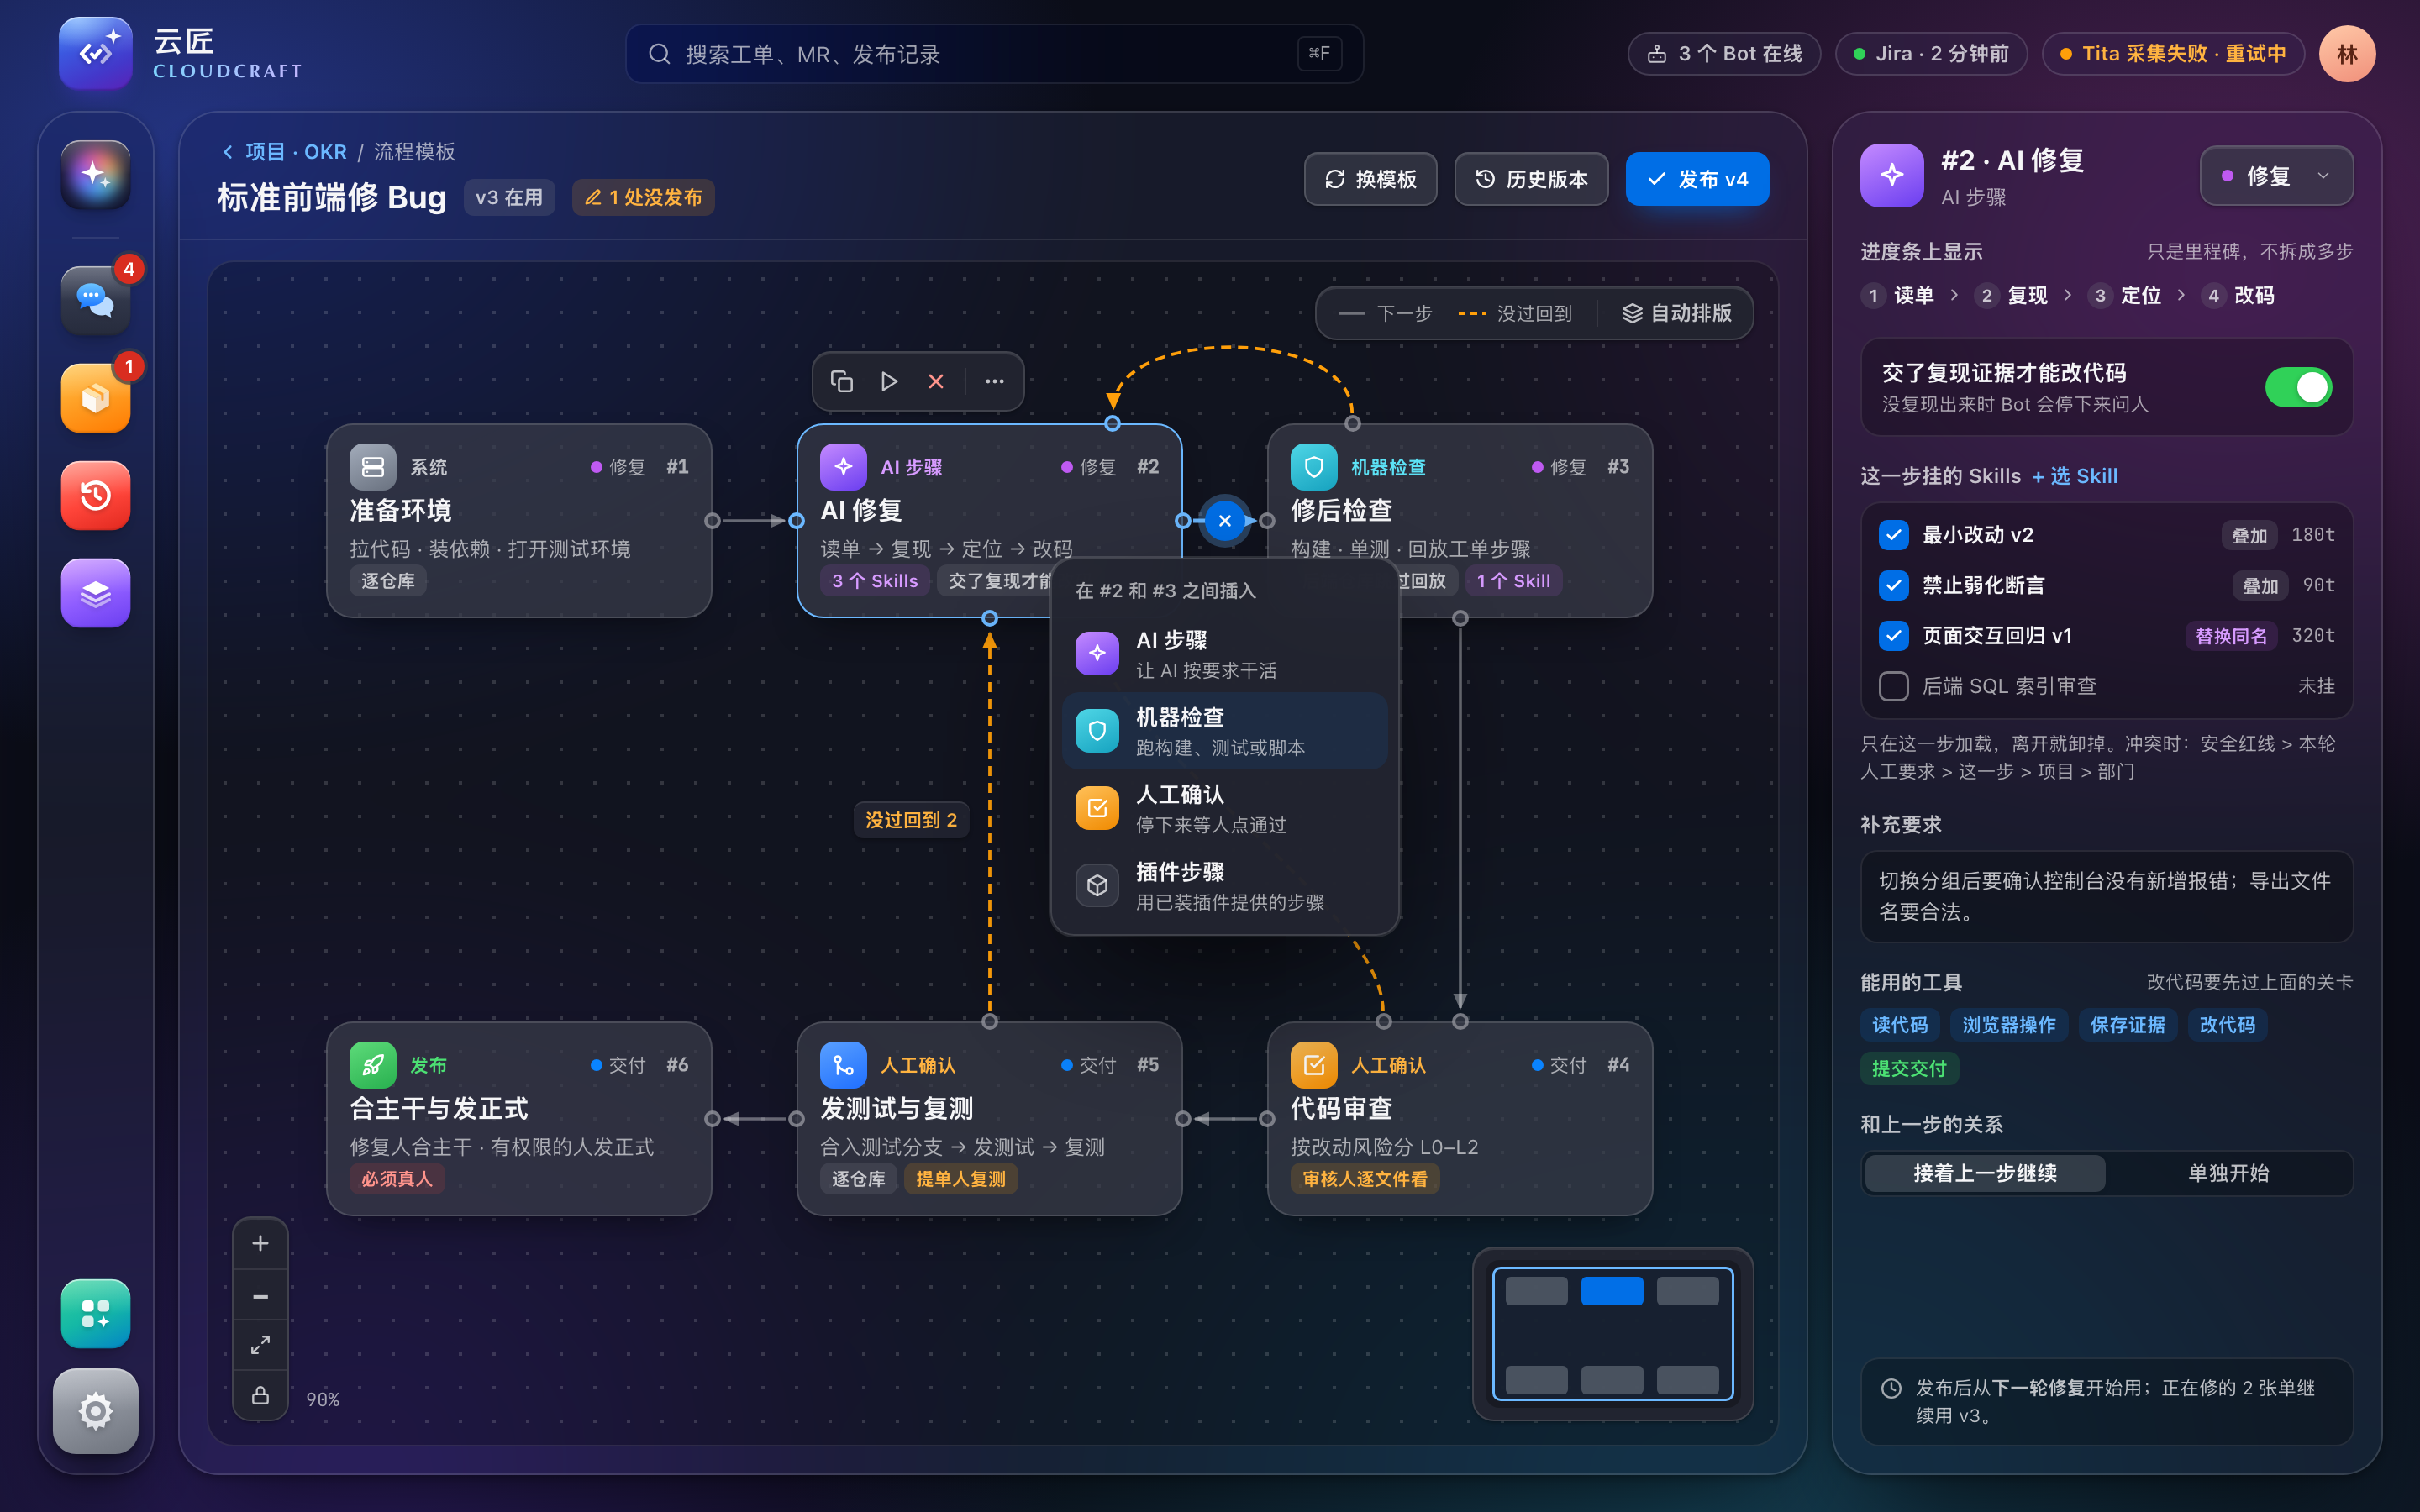 云匠
CLOUDCRAFT
搜索工单、MR、发布记录
⌘F
3 个 Bot 在线
Jira · 2 分钟前
Tita 采集失败 · 重试中
林
4
1
项目 · OKR / 流程模板
标准前端修 Bug
v3 在用
1 处没发布
换模板
历史版本
发布 v4
下一步
没过回到
自动排版
系统
修复
#1
准备环境
拉代码 · 装依赖 · 打开测试环境
逐仓库
AI 步骤
修复
#2
AI 修复
读单 → 复现 → 定位 → 改码
3 个 Skills
交了复现才能
机器检查
修复
#3
修后检查
构建 · 单测 · 回放工单步骤
过回放
1 个 Skill
在 #2 和 #3 之间插入
AI 步骤
让 AI 按要求干活
机器检查
跑构建、测试或脚本
人工确认
停下来等人点通过
插件步骤
用已装插件提供的步骤
没过回到 2
发布
交付
#6
合主干与发正式
修复人合主干 · 有权限的人发正式
必须真人
人工确认
交付
#5
发测试与复测
合入测试分支 → 发测试 → 复测
逐仓库
提单人复测
人工确认
交付
#4
代码审查
按改动风险分 L0–L2
审核人逐文件看
90%
#2 · AI 修复
AI 步骤
修复
进度条上显示
只是里程碑，不拆成多步
1 读单 > 2 复现 > 3 定位 > 4 改码
交了复现证据才能改代码
没复现出来时 Bot 会停下来问人
这一步挂的 Skills
+ 选 Skill
最小改动 v2
叠加
180t
禁止弱化断言
叠加
90t
页面交互回归 v1
替换同名
320t
后端 SQL 索引审查
未挂
只在这一步加载，离开就卸掉。冲突时：安全红线 > 本轮
人工要求 > 这一步 > 项目 > 部门
补充要求
切换分组后要确认控制台没有新增报错；导出文件
名要合法。
能用的工具
改代码要先过上面的关卡
读代码
浏览器操作
保存证据
改代码
提交交付
和上一步的关系
接着上一步继续
单独开始
发布后从下一轮修复开始用；正在修的 2 张单继
续用 v3。